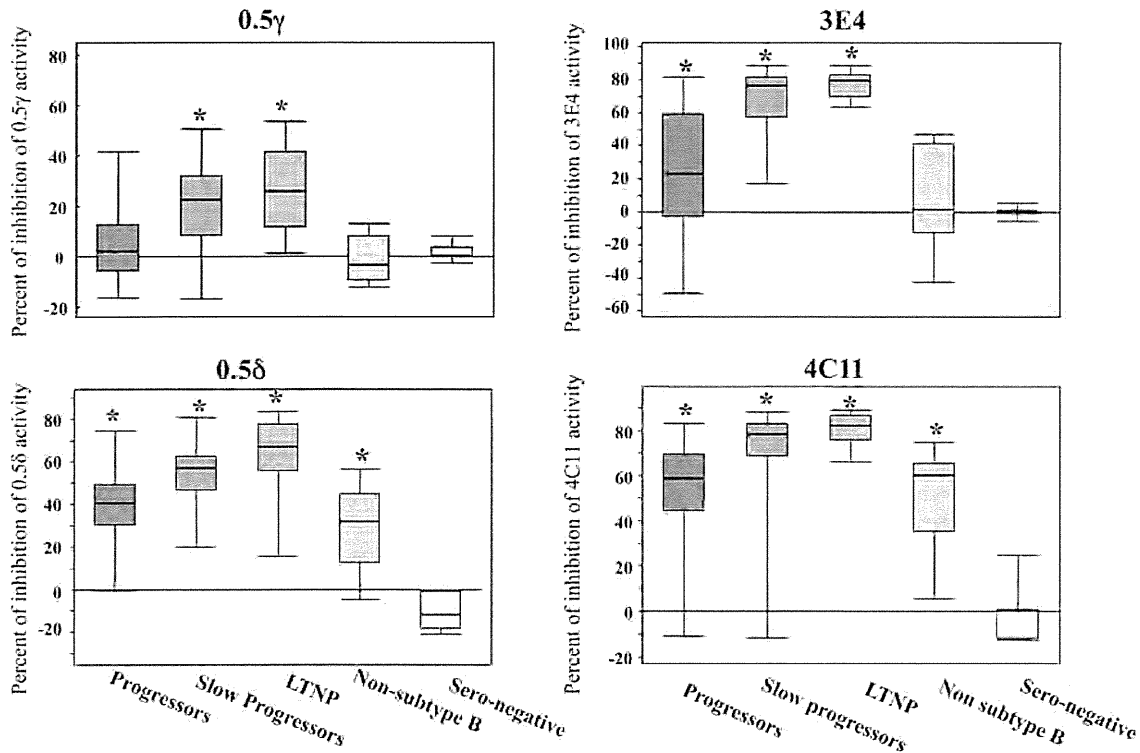 0.5γ
Percent of inhibition of 0.5γ activity
80
60
40
20
0
-20
*
*
3E4
Percent of inhibition of 3E4 activity
100
80
60
40
20
0
-20
-40
-60
*
*
*
0.5δ
Percent of inhibition of 0.5δ activity
80
60
40
20
0
-20
*
*
*
*
Progressors
Slow Progressors
LTNP
Non-subtype B
Sero-negative
4C11
Percent of inhibition of 4C11 activity
100
80
60
40
20
0
-20
*
*
*
*
Progressors
Slow progressors
LTNP
Non subtype B
Sero-negative